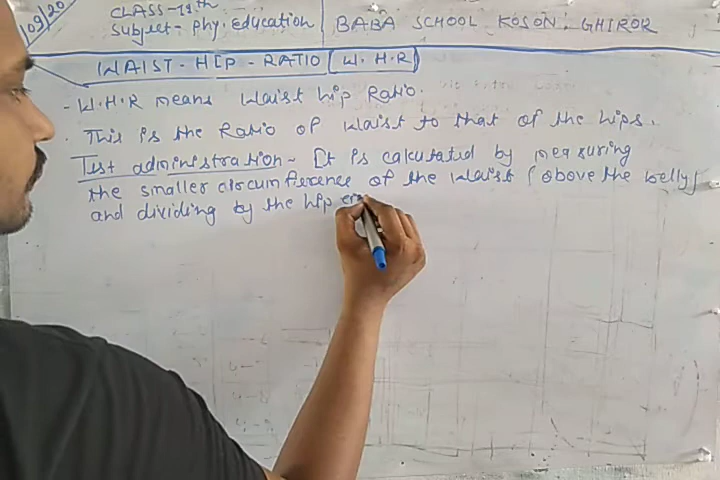 /09/20
CLASS-11th
Subject- Phy. Education
BABA SCHOOL KOSON, GHIROR
WAIST-HIP-RATIO (W.H.R)
- W.H.R means Waist hip Ratio.
. This is the Ratio of Waist to that of the hips.
Test administration- It is calculated by measuring
the smaller circumference of the Waist (above the belly)
and dividing by the hip